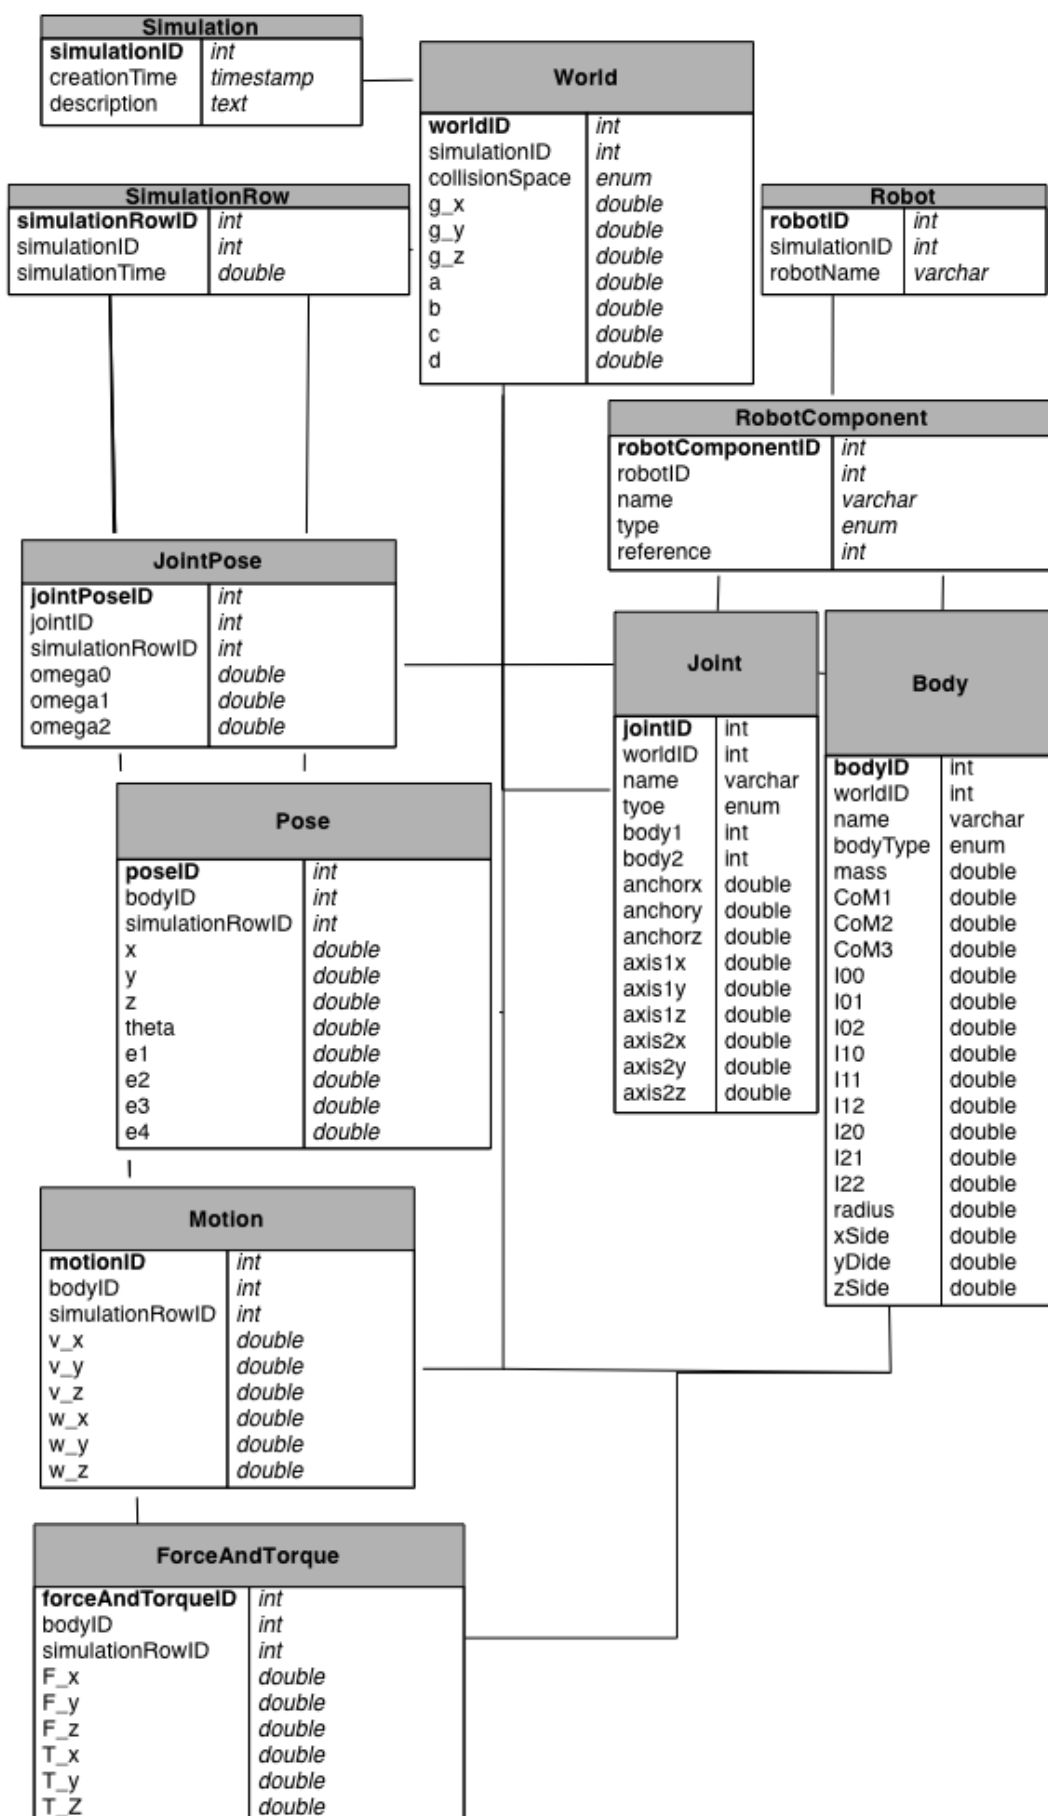 Simulation
simulationID int
creationTime timestamp
description text
World
worldID int
simulationID int
collisionSpace enum
g_x double
g_y double
g_z double
a double
b double
c double
d double
SimulationRow
simulationRowID int
simulationID int
simulationTime double
Robot
robotID int
simulationID int
robotName varchar
RobotComponent
robotComponentID int
robotID int
name varchar
type enum
reference int
JointPose
jointPoseID int
jointID int
simulationRowID int
omega0 double
omega1 double
omega2 double
Joint
jointID int
worldID int
name varchar
tyoe enum
body1 int
body2 int
anchorx double
anchory double
anchorz double
axis1x double
axis1y double
axis1z double
axis2x double
axis2y double
axis2z double
Body
bodyID int
worldID int
name varchar
bodyType enum
mass double
CoM1 double
CoM2 double
CoM3 double
I00 double
I01 double
I02 double
I10 double
I11 double
I12 double
I20 double
I21 double
I22 double
radius double
xSide double
yDide double
zSide double
Pose
poseID int
bodyID int
simulationRowID int
x double
y double
z double
theta double
e1 double
e2 double
e3 double
e4 double
Motion
motionID int
bodyID int
simulationRowID int
v_x double
v_y double
v_z double
w_x double
w_y double
w_z double
ForceAndTorque
forceAndTorqueID int
bodyID int
simulationRowID int
F_x double
F_y double
F_z double
T_x double
T_y double
T_Z double